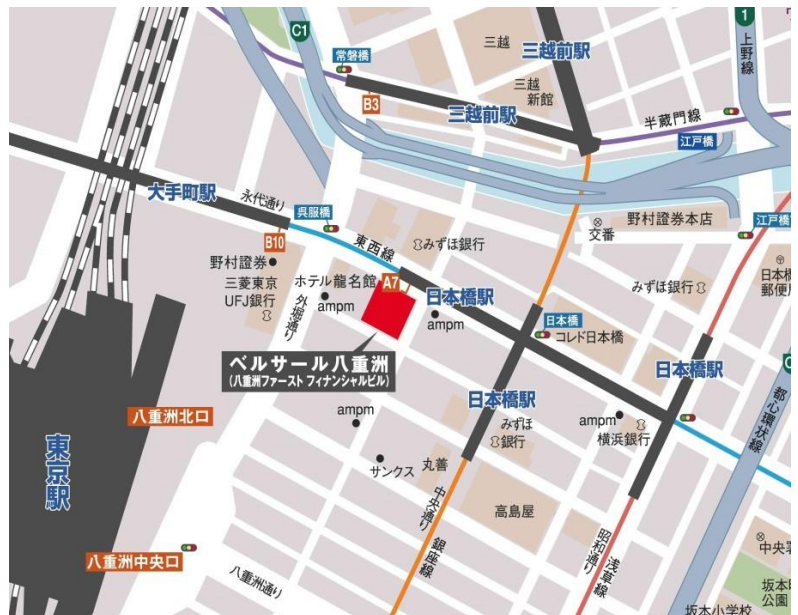 C1
常磐橋
三越
三越前駅
1
上野線
B3
三越
新館
三越前駅
半蔵門線
江戸橋
大手町駅
永代通り
呉服橋
B10
東西線
みずほ銀行
交番
野村證券本店
江戸橋
野村證券
三菱東京
UFJ銀行
外堀通り
ホテル龍名館
ampm
A7
日本橋駅
ampm
日本橋
コレド日本橋
みずほ銀行
日本橋
郵便局
ベルサール八重洲
(八重洲ファースト フィナンシャルビル)
日本橋駅
日本橋駅
八重洲北口
東京駅
ampm
サンクス
丸善
みずほ
銀行
ampm
横浜銀行
都心環状線
中央通り
銀座線
高島屋
昭和通り
浅草線
八重洲中央口
八重洲通り
中央署
坂本町
公園
坂本小学校